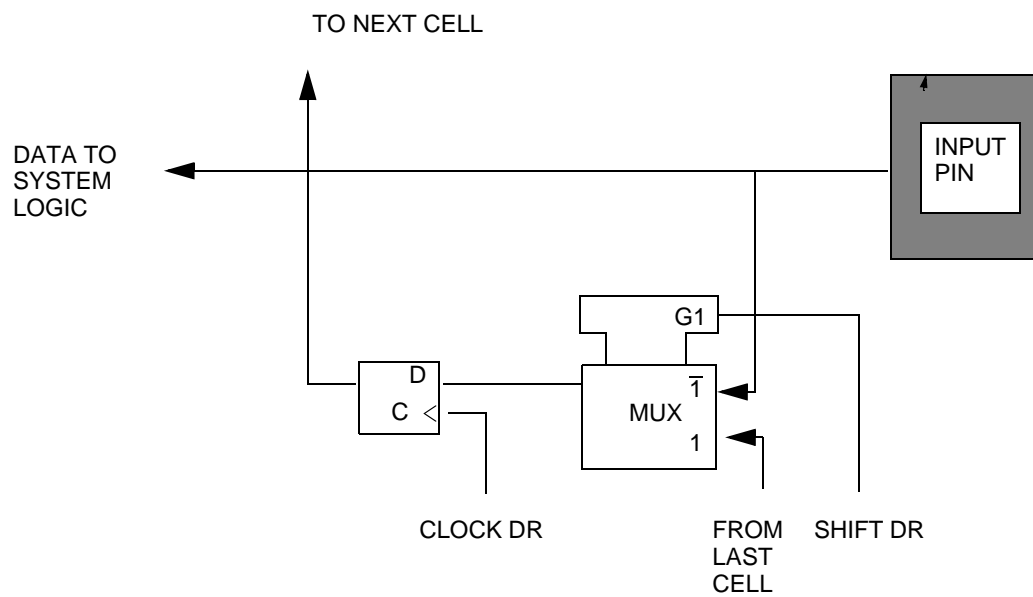 TO NEXT CELL
DATA TO
SYSTEM
LOGIC
INPUT
PIN
G1
D
C
MUX
1̅
1
CLOCK DR
FROM
LAST
CELL
SHIFT DR